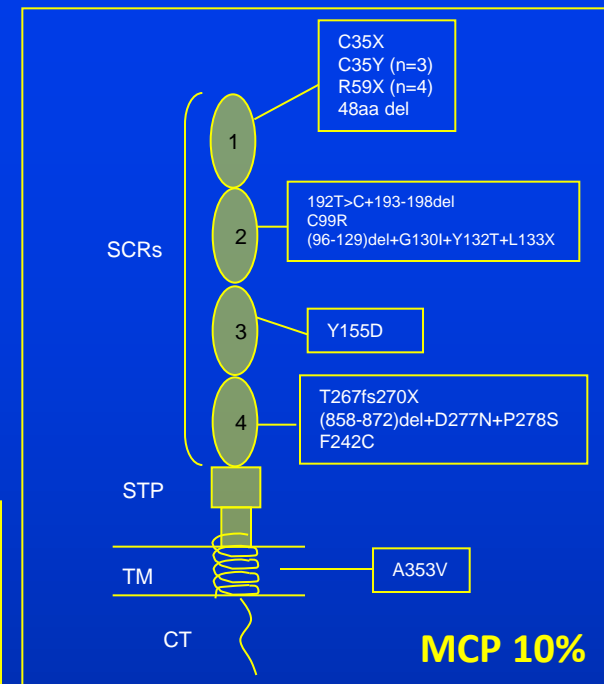 C35X
C35Y (n=3)
R59X (n=4)
48aa del
1
192T>C+193-198del
C99R
(96-129)del+G130I+Y132T+L133X
2
SCRs
3
Y155D
T267fs270X
(858-872)del+D277N+P278S
F242C
4
STP
TM
A353V
CT
MCP 10%